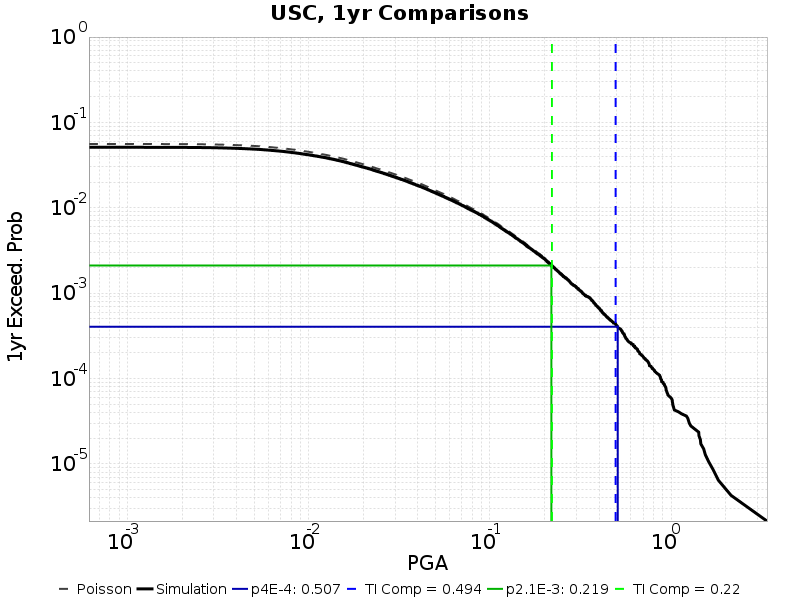 USC, 1yr Comparisons
10^0
10^-1
10^-2
10^-3
10^-4
10^-5
1yr Exceed. Prob
10^-3 10^-2 10^-1 10^0
PGA
Poisson Simulation p4E-4: 0.507 TI Comp = 0.494 p2.1E-3: 0.219 TI Comp = 0.22